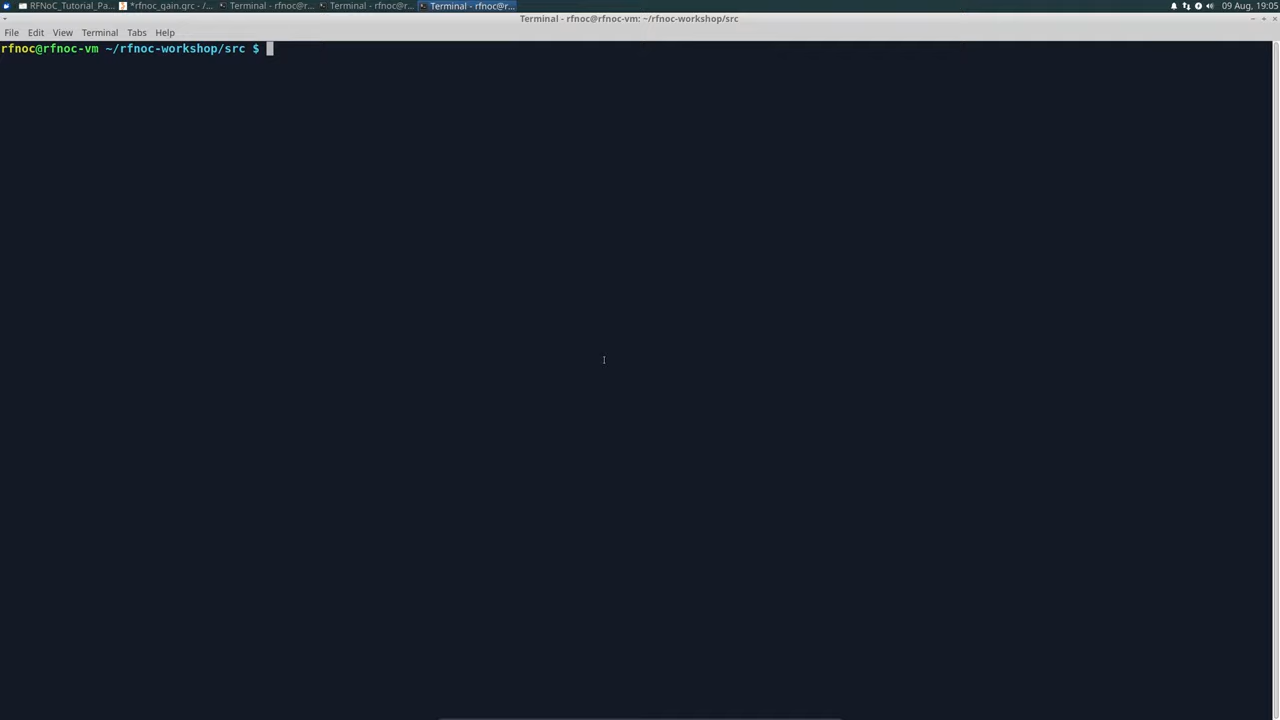 RFNoC_Tutorial_Pa... *rfnoc_gain.grc - /... Terminal - rfnoc@r... Terminal - rfnoc@r... Terminal - rfnoc@r... 09 Aug, 19:05
Terminal - rfnoc@rfnoc-vm: ~/rfnoc-workshop/src
File Edit View Terminal Tabs Help
rfnoc@rfnoc-vm ~/rfnoc-workshop/src $